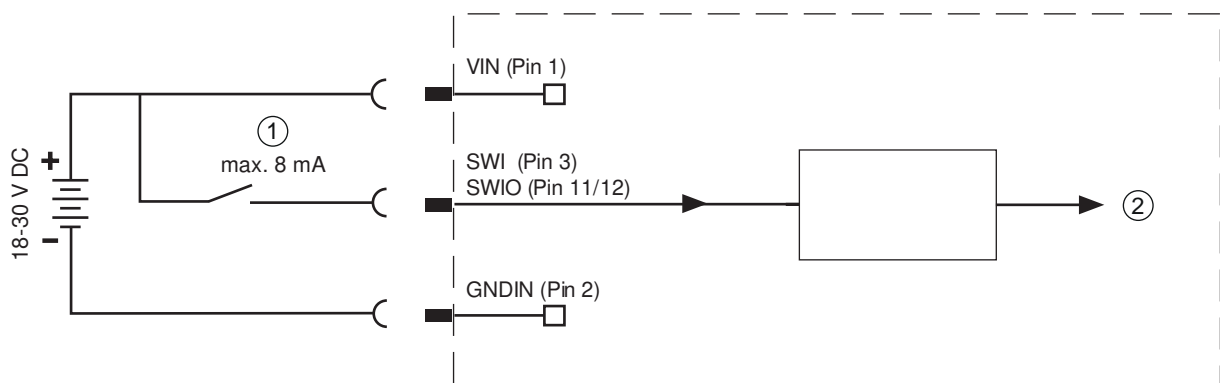 VIN (Pin 1)
1
max. 8 mA
SWI (Pin 3)
SWIO (Pin 11/12)
+
18-30 V DC
-
2
GNDIN (Pin 2)